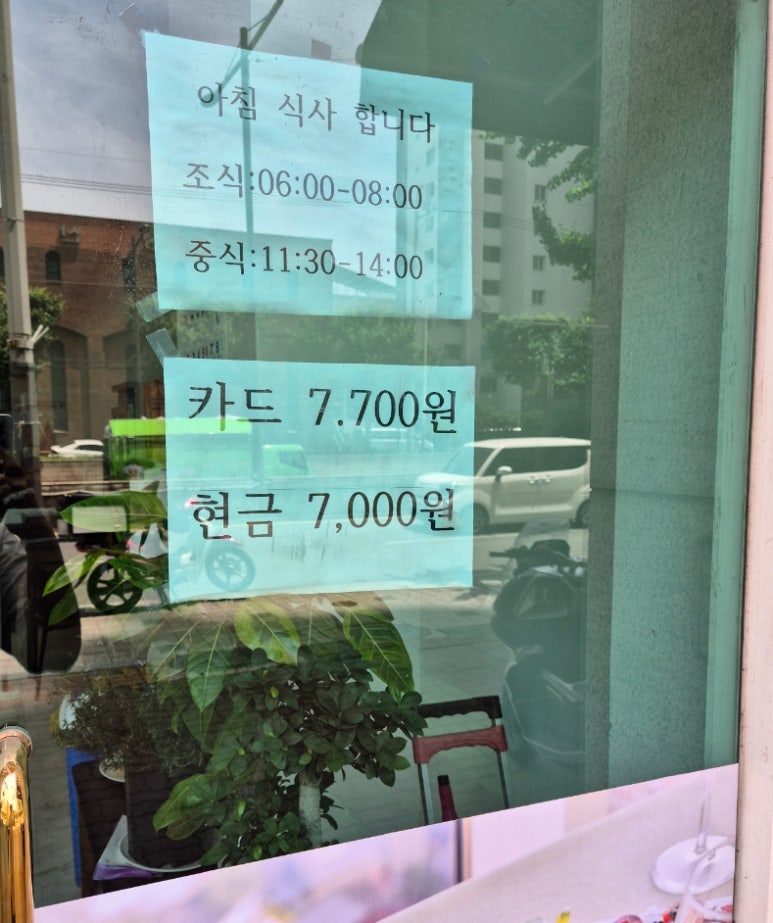 아침 식사 합니다
조식:06:00-08:00
중식:11:30-14:00
카드 7.700원
현금 7,000원